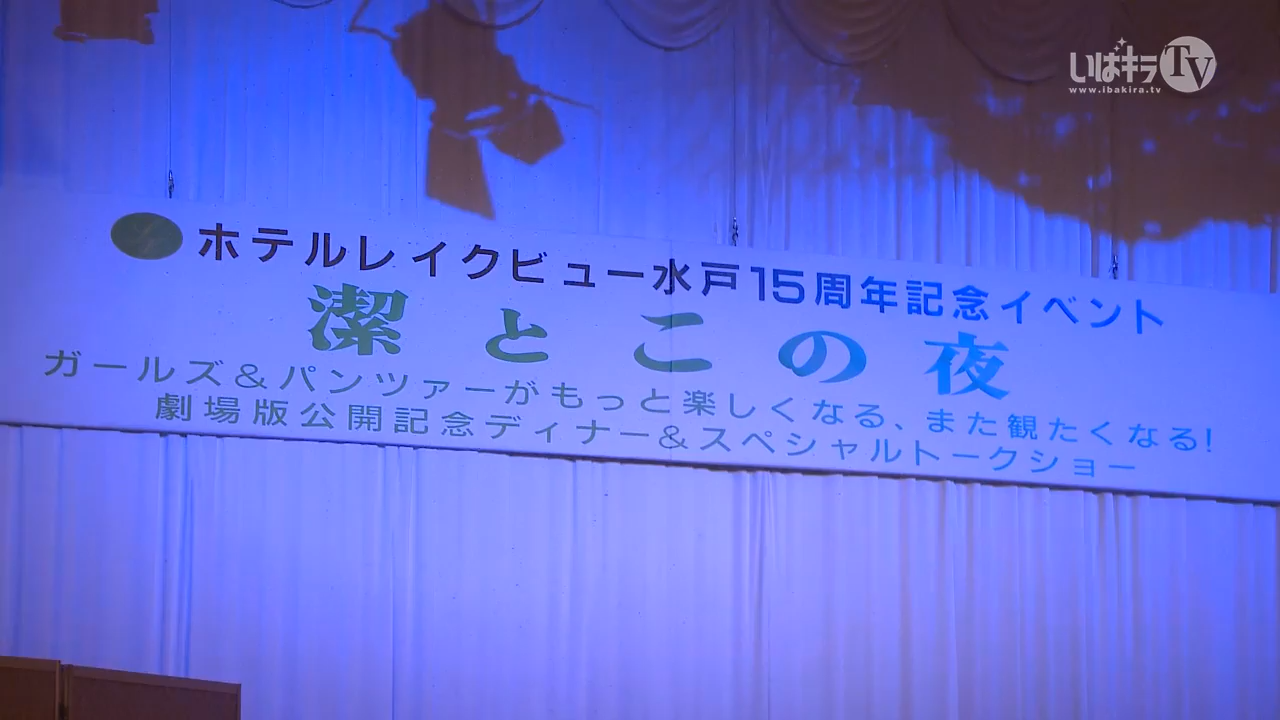 いばキラTV
www.ibakira.tv
ホテルレイクビュー水戸15周年記念イベント
潔とこの夜
ガールズ&パンツァーがもっと楽しくなる、また観たくなる!
劇場版公開記念ディナー&スペシャルトークショー